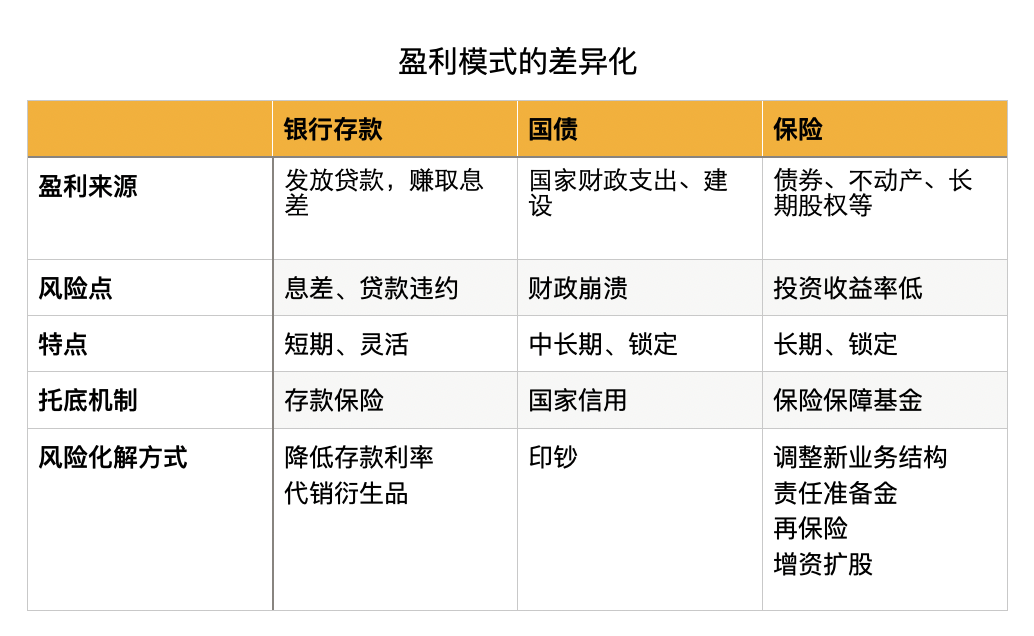 盈利模式的差异化
银行存款 国债 保险
盈利来源 发放贷款，赚取息 国家财政支出、建 债券、不动产、长
差 设 期股权等
风险点 息差、贷款违约 财政崩溃 投资收益率低
特点 短期、灵活 中长期、锁定 长期、锁定
托底机制 存款保险 国家信用 保险保障基金
风险化解方式 降低存款利率 印钞 调整新业务结构
代销衍生品 责任准备金
再保险
增资扩股